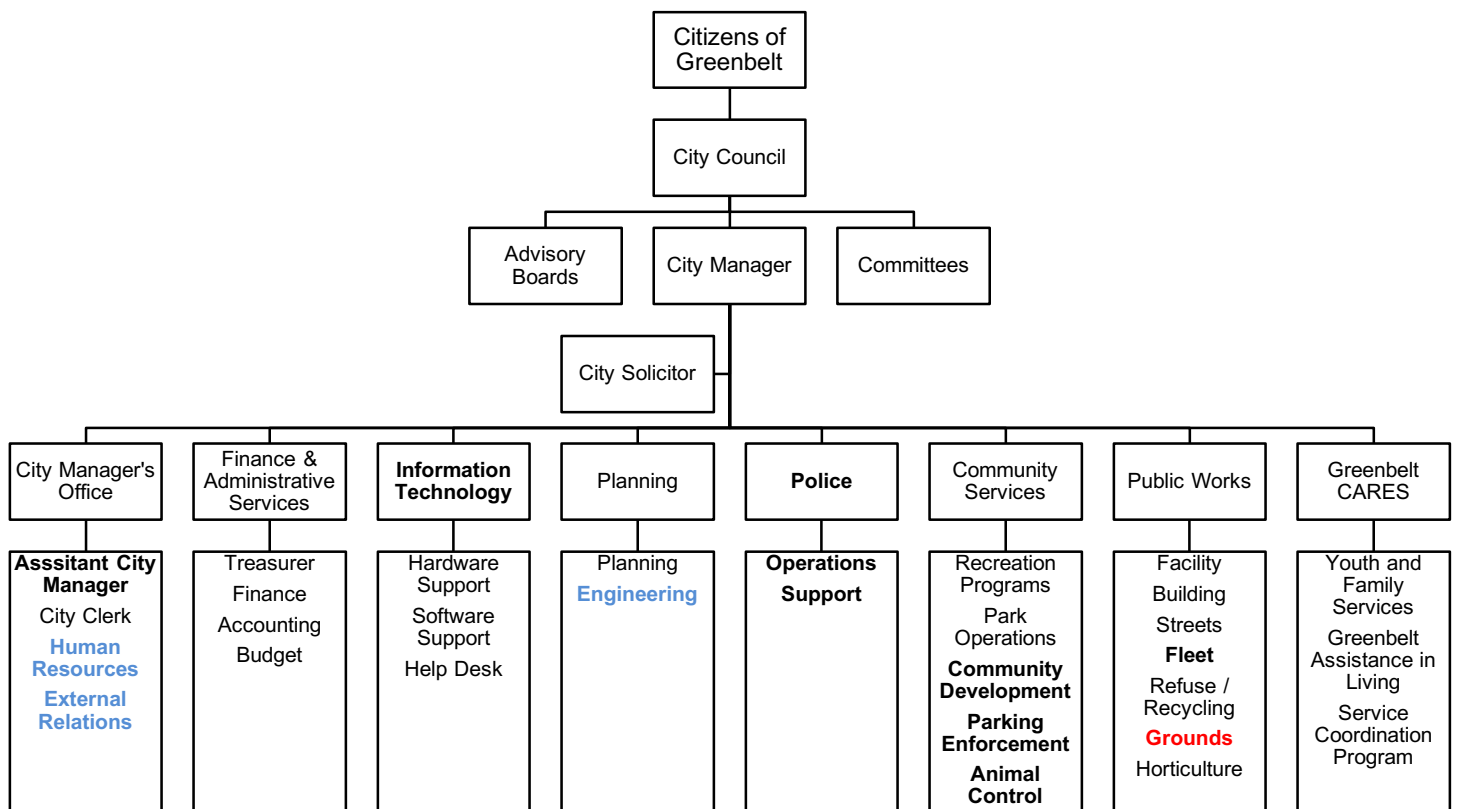 Citizens of
Greenbelt
City Council
Advisory
Boards
City Manager
Committees
City Solicitor
City Manager's
Office
Finance &
Administrative
Services
Information
Technology
Planning
Police
Community
Services
Public Works
Greenbelt
CARES
Asssitant City
Manager
City Clerk
Human
Resources
External
Relations
Treasurer
Finance
Accounting
Budget
Hardware
Support
Software
Support
Help Desk
Planning
Engineering
Operations
Support
Recreation
Programs
Park
Operations
Community
Development
Parking
Enforcement
Animal
Control
Facility
Building
Streets
Fleet
Refuse /
Recycling
Grounds
Horticulture
Youth and
Family
Services
Greenbelt
Assistance in
Living
Service
Coordination
Program